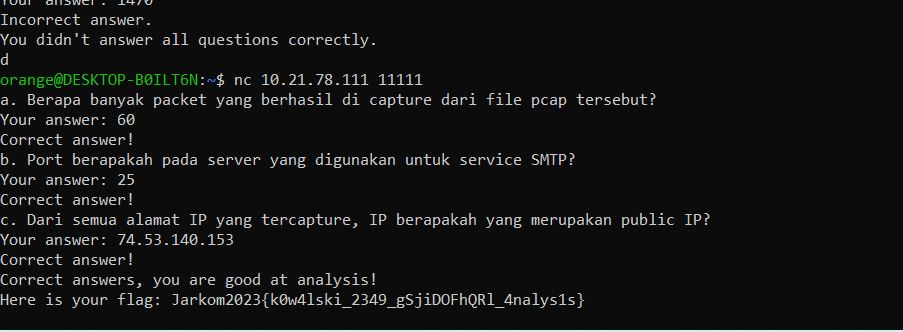 Your answer: 1470
Incorrect answer.
You didn't answer all questions correctly.
d
orange@DESKTOP-B0ILT6N:~$ nc 10.21.78.111 11111
a. Berapa banyak packet yang berhasil di capture dari file pcap tersebut?
Your answer: 60
Correct answer!
b. Port berapakah pada server yang digunakan untuk service SMTP?
Your answer: 25
Correct answer!
c. Dari semua alamat IP yang tercapture, IP berapakah yang merupakan public IP?
Your answer: 74.53.140.153
Correct answer!
Correct answers, you are good at analysis!
Here is your flag: Jarkom2023{k0w4lski_2349_gSjiDOFhQRl_4nalys1s}